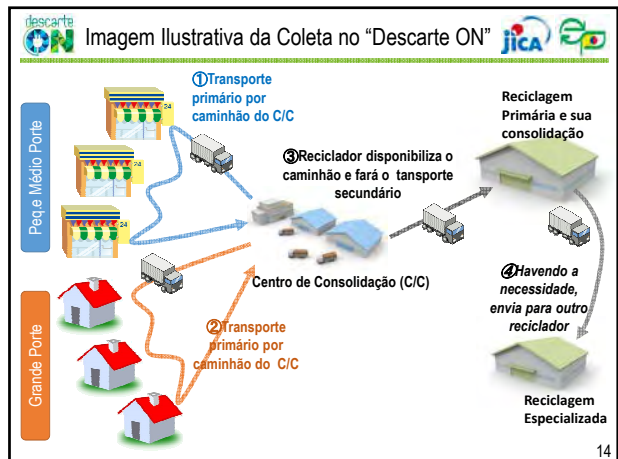 descarte
ON
Imagem Ilustrativa da Coleta no “Descarte ON”
jICA
①Transporte
primário por
caminhão do C/C
Peq.e Médio Porte
24
24
24
③Reciclador disponibiliza o
caminhão e fará o tansporte
secundário
Reciclagem
Primária e sua
consolidação
Centro de Consolidação (C/C)
Grande Porte
②Transporte
primário por
caminhão do C/C
④Havendo a
necessidade,
envia para outro
reciclador
Reciclagem
Especializada
14